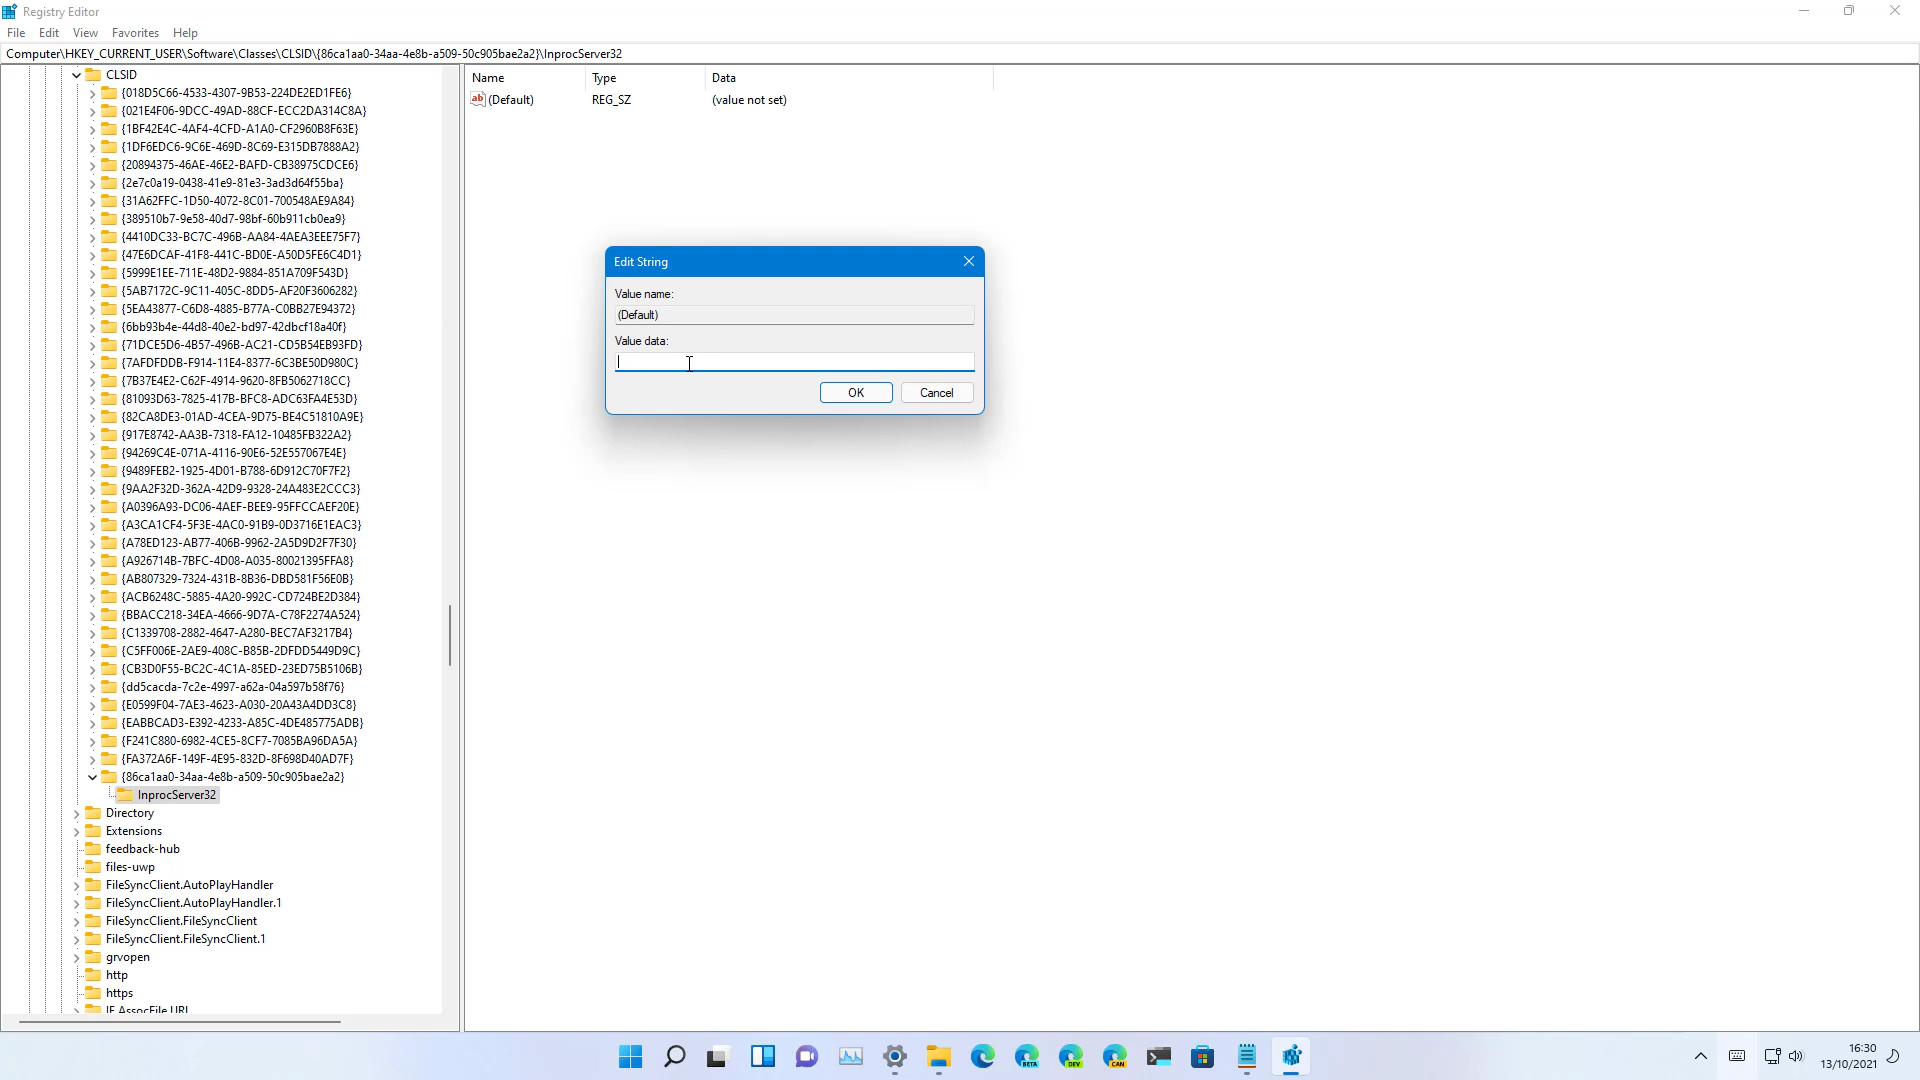 Registry Editor
File Edit View Favorites Help
Computer\HKEY_CURRENT_USER\Software\Classes\CLSID\{86ca1aa0-34aa-4e8b-a509-50c905bae2a2}\InprocServer32
CLSID
{018D5C66-4533-4307-9B53-224DE2ED1FE6}
{021E4F06-9DCC-49AD-88CF-ECC2DA314C8A}
{1BF42E4C-4AF4-4CFD-A1A0-CF2960B8F63E}
{1DF6EDC6-9C6E-469D-8C69-E315DB7888A2}
{20894375-46AE-46E2-BAFD-CB38975CDCE6}
{2e7c0a19-0438-41e9-81e3-3ad3d64f55ba}
{31A62FFC-1D50-4072-8C01-700548AE9A84}
{389510b7-9e58-40d7-98bf-60b911cb0ea9}
{4410DC33-BC7C-496B-AA84-4AEA3EEE75F7}
{47E6DCAF-41F8-441C-BD0E-A50D5FE6C4D1}
{5999E1EE-711E-48D2-9884-851A709F543D}
{5AB7172C-9C11-405C-8DD5-AF20F3606282}
{5EA43877-C6D8-4885-B77A-C0BB27E94372}
{6bb93b4e-44d8-40e2-bd97-42dbcf18a40f}
{71DCE5D6-4B57-496B-AC21-CD5B54EB93FD}
{7AFDFDDB-F914-11E4-8377-6C3BE50D980C}
{7B37E4E2-C62F-4914-9620-8FB5062718CC}
{81093D63-7825-417B-BFC8-ADC63FA4E53D}
{82CA8DE3-01AD-4CEA-9D75-BE4C51810A9E}
{917E8742-AA3B-7318-FA12-10485FB322A2}
{94269C4E-071A-4116-90E6-52E557067E4E}
{9489FEB2-1925-4D01-B788-6D912C70F7F2}
{9AA2F32D-362A-42D9-9328-24A483E2CCC3}
{A0396A93-DC06-4AEF-BEE9-95FFCCAEF20E}
{A3CA1CF4-5F3E-4AC0-91B9-0D3716E1EAC3}
{A78ED123-AB77-406B-9962-2A5D9D2F7F30}
{A926714B-7BFC-4D08-A035-80021395FFA8}
{AB807329-7324-431B-8B36-DBD581F56E0B}
{ACB6248C-5885-4A20-992C-CD724BE2D384}
{BBACC218-34EA-4666-9D7A-C78F2274A524}
{C1339708-2882-4647-A280-BEC7AF3217B4}
{C5FF006E-2AE9-408C-B85B-2DFDD5449D9C}
{CB3D0F55-BC2C-4C1A-85ED-23ED75B5106B}
{dd5cacda-7c2e-4997-a62a-04a597b58f76}
{E0599F04-7AE3-4623-A030-20A43A4DD3C8}
{EABBCAD3-E392-4233-A85C-4DE485775ADB}
{F241C880-6982-4CE5-8CF7-7085BA96DA5A}
{FA372A6F-149F-4E95-832D-8F698D40AD7F}
{86ca1aa0-34aa-4e8b-a509-50c905bae2a2}
InprocServer32
Directory
Extensions
feedback-hub
files-uwp
FileSyncClient.AutoPlayHandler
FileSyncClient.AutoPlayHandler.1
FileSyncClient.FileSyncClient
FileSyncClient.FileSyncClient.1
grvopen
http
https
IE.AssocFile.URL
Name Type Data
ab (Default) REG_SZ (value not set)
Edit String
Value name:
(Default)
Value data:
OK Cancel
BETA DEV CAN
16:30
13/10/2021